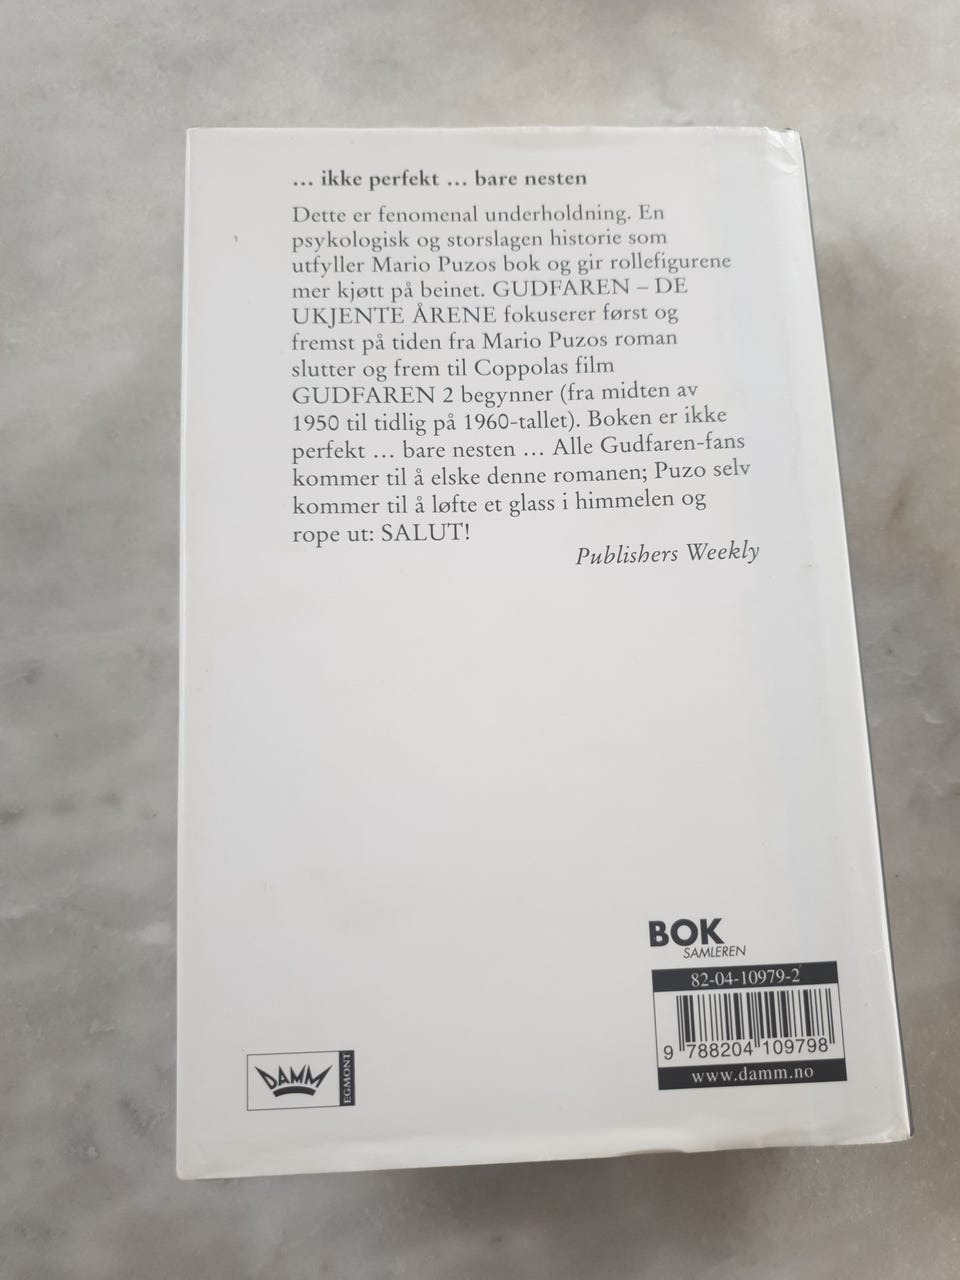 ... ikke perfekt ... bare nesten
Dette er fenomenal underholdning. En
psykologisk og storslagen historie som
utfyller Mario Puzos bok og gir rollefigurene
mer kjøtt på beinet. GUDFAREN – DE
UKJENTE ÅRENE fokuserer først og
fremst på tiden fra Mario Puzos roman
slutter og frem til Coppolas film
GUDFAREN 2 begynner (fra midten av
1950 til tidlig på 1960-tallet). Boken er ikke
perfekt ... bare nesten ... Alle Gudfaren-fans
kommer til å elske denne romanen; Puzo selv
kommer til å løfte et glass i himmelen og
rope ut: SALUT!
Publishers Weekly
BOK
SAMLEREN
82-04-10979-2
9 788204 109798
www.damm.no
DAMM
EGMONT